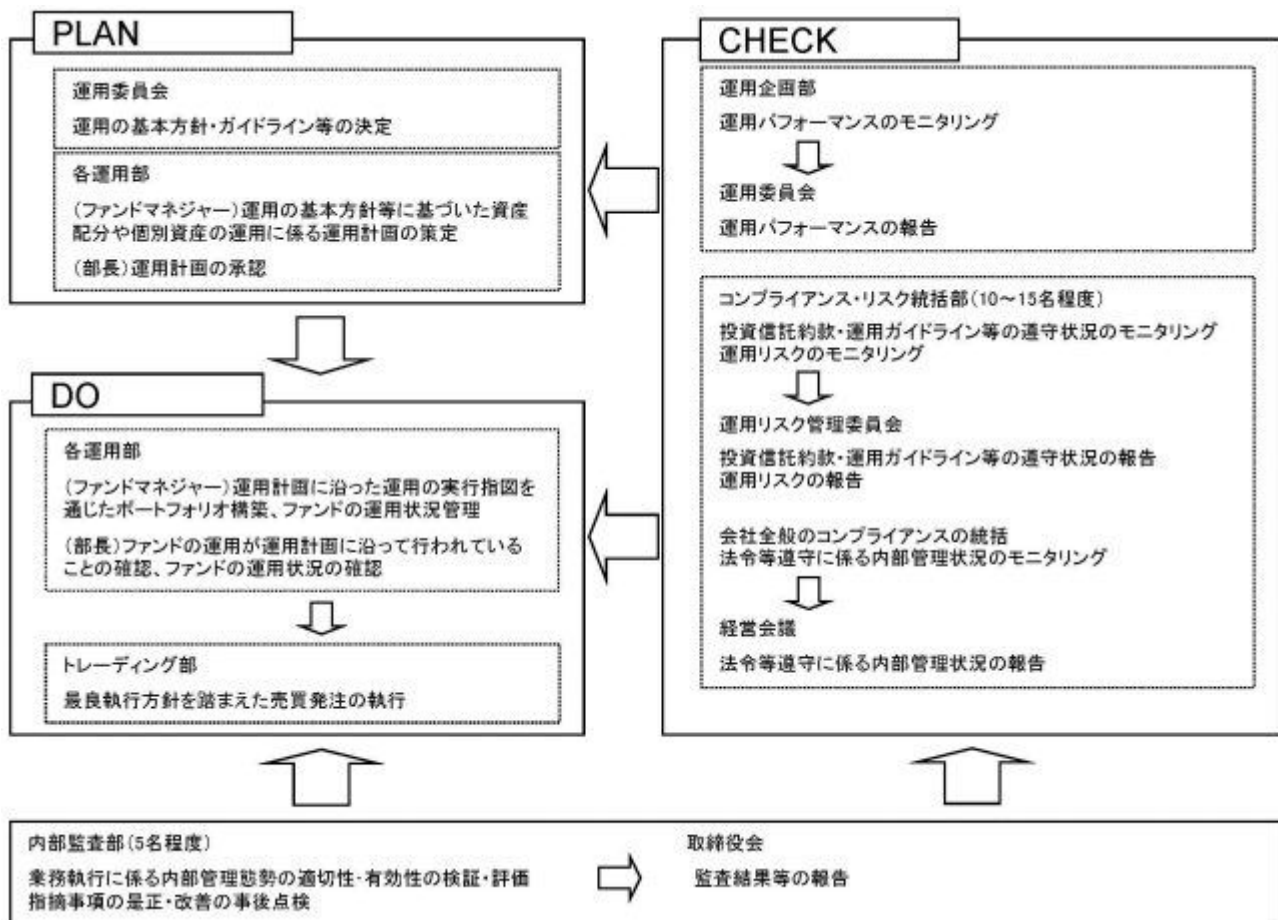 PLAN
運用委員会
運用の基本方針・ガイドライン等の決定
各運用部
(ファンドマネジャー)運用の基本方針等に基づいた資産
配分や個別資産の運用に係る運用計画の策定
(部長)運用計画の承認
DO
各運用部
(ファンドマネジャー)運用計画に沿った運用の実行指図を
通じたポートフォリオ構築、ファンドの運用状況管理
(部長)ファンドの運用が運用計画に沿って行われている
ことの確認、ファンドの運用状況の確認
トレーディング部
最良執行方針を踏まえた売買発注の執行
CHECK
運用企画部
運用パフォーマンスのモニタリング
運用委員会
運用パフォーマンスの報告
コンプライアンス・リスク統括部(10～15名程度)
投資信託約款・運用ガイドライン等の遵守状況のモニタリング
運用リスクのモニタリング
運用リスク管理委員会
投資信託約款・運用ガイドライン等の遵守状況の報告
運用リスクの報告
会社全般のコンプライアンスの統括
法令等遵守に係る内部管理状況のモニタリング
経営会議
法令等遵守に係る内部管理状況の報告
内部監査部(5名程度)
業務執行に係る内部管理態勢の適切性・有効性の検証・評価
指摘事項の是正・改善の事後点検
取締役会
監査結果等の報告